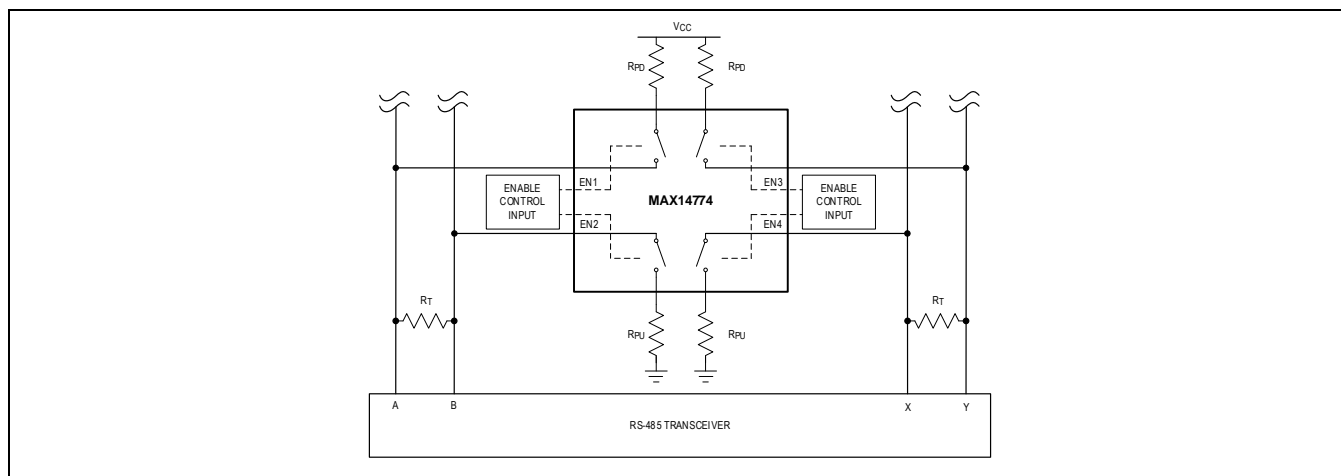 VCC
RPD
RPD
EN1
EN3
ENABLE
CONTROL
INPUT
MAX14774
ENABLE
CONTROL
INPUT
EN2
EN4
RT
RPU
RPU
RT
A
B
X
Y
RS-485 TRANSCEIVER